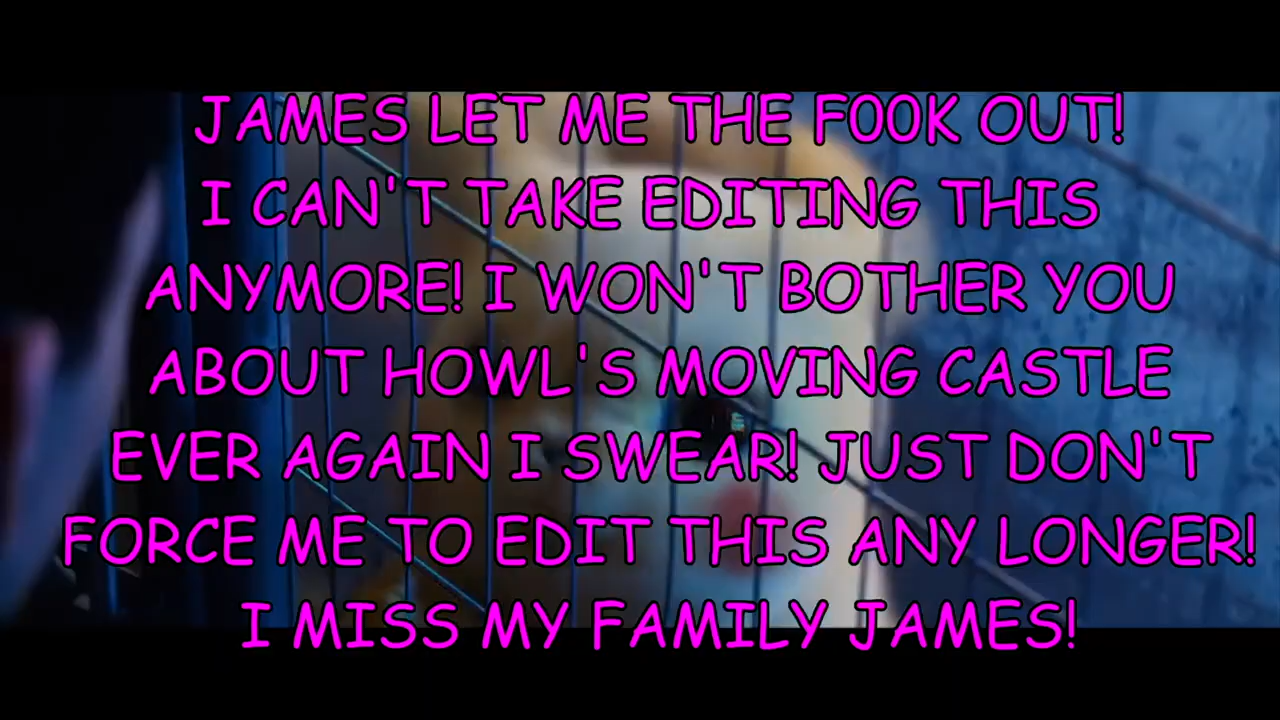 JAMES LET ME THE F00K OUT!
I CAN'T TAKE EDITING THIS
ANYMORE! I WON'T BOTHER YOU
ABOUT HOWL'S MOVING CASTLE
EVER AGAIN I SWEAR! JUST DON'T
FORCE ME TO EDIT THIS ANY LONGER!
I MISS MY FAMILY JAMES!